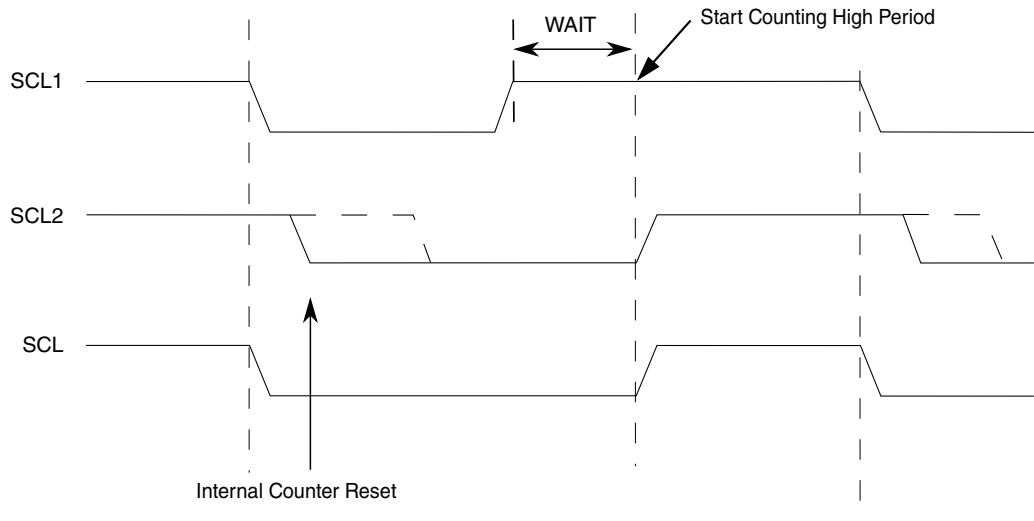 WAIT
Start Counting High Period
SCL1
SCL2
SCL
Internal Counter Reset